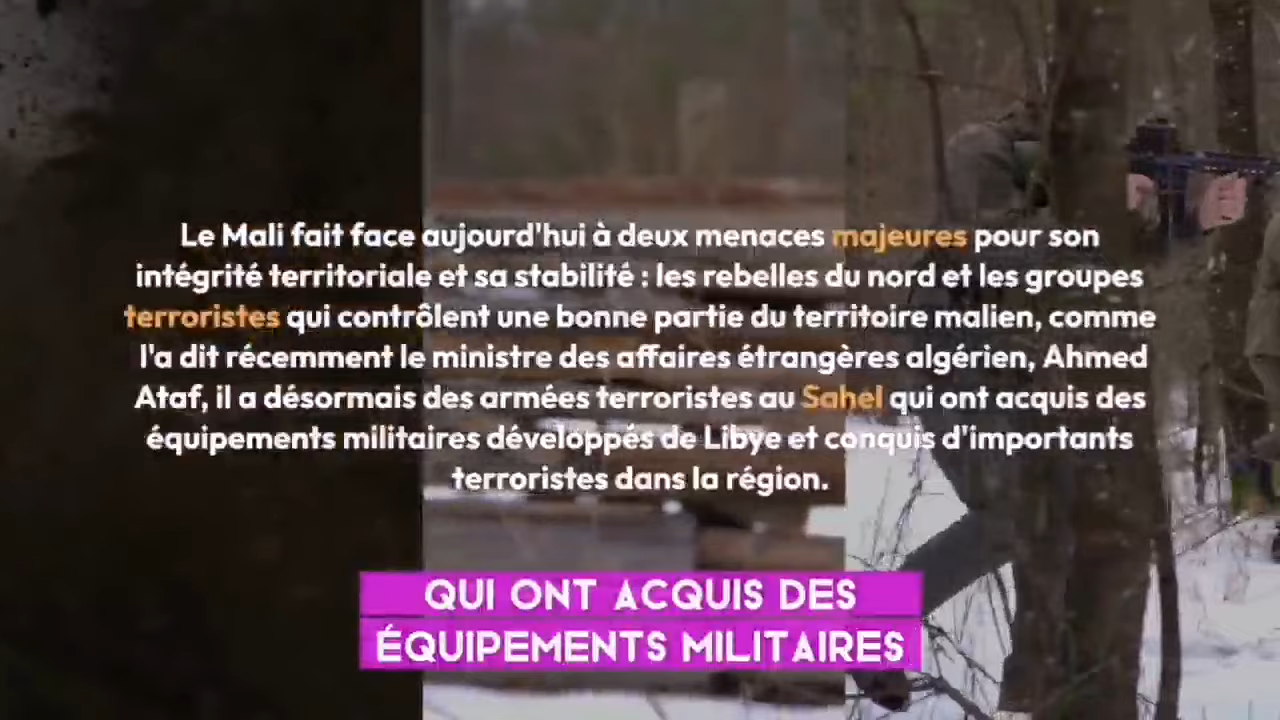 Le Mali fait face aujourd'hui à deux menaces majeures pour son
intégrité territoriale et sa stabilité : les rebelles du nord et les groupes
terroristes qui contrôlent une bonne partie du territoire malien, comme
l'a dit récemment le ministre des affaires étrangères algérien, Ahmed
Ataf, il a désormais des armées terroristes au Sahel qui ont acquis des
équipements militaires développés de Libye et conquis d'importants
terroristes dans la région.
QUI ONT ACQUIS DES
ÉQUIPEMENTS MILITAIRES